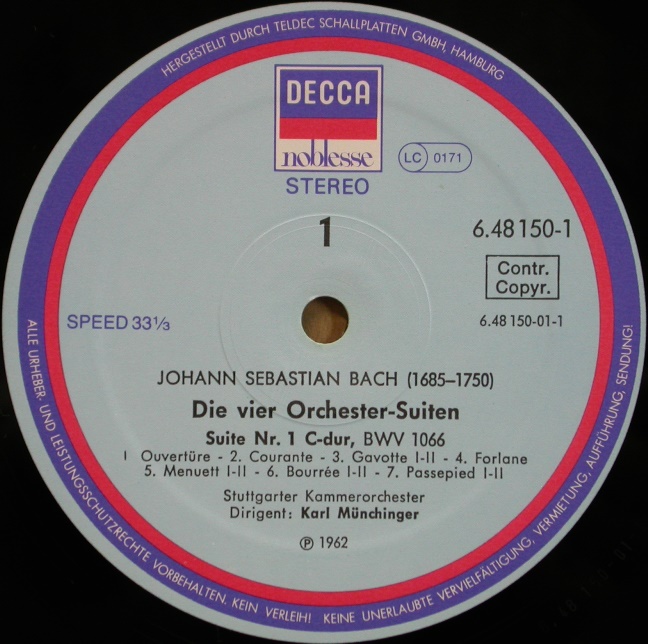 HERGESTELLT DURCH TELDEC SCHALLPLATTEN GMBH, HAMBURG
DECCA
noblesse
LC 0171
STEREO
1
6.48150-1
Contr.
Copyr.
SPEED 33⅓
6.48 150-01-1
JOHANN SEBASTIAN BACH (1685–1750)
Die vier Orchester-Suiten
Suite Nr. 1 C-dur, BWV 1066
1 Ouvertüre - 2. Courante - 3. Gavotte I-II - 4. Forlane
5. Menuett I-II - 6. Bourrée I-II - 7. Passepied I-II
Stuttgarter Kammerorchester
Dirigent: Karl Münchinger
℗ 1962
ALLE URHEBER- UND LEISTUNGSSCHUTZRECHTE VORBEHALTEN. KEIN VERLEIH! KEINE UNERLAUBTE VERVIELFÄLTIGUNG, VERMIETUNG, AUFFÜHRUNG, SENDUNG!